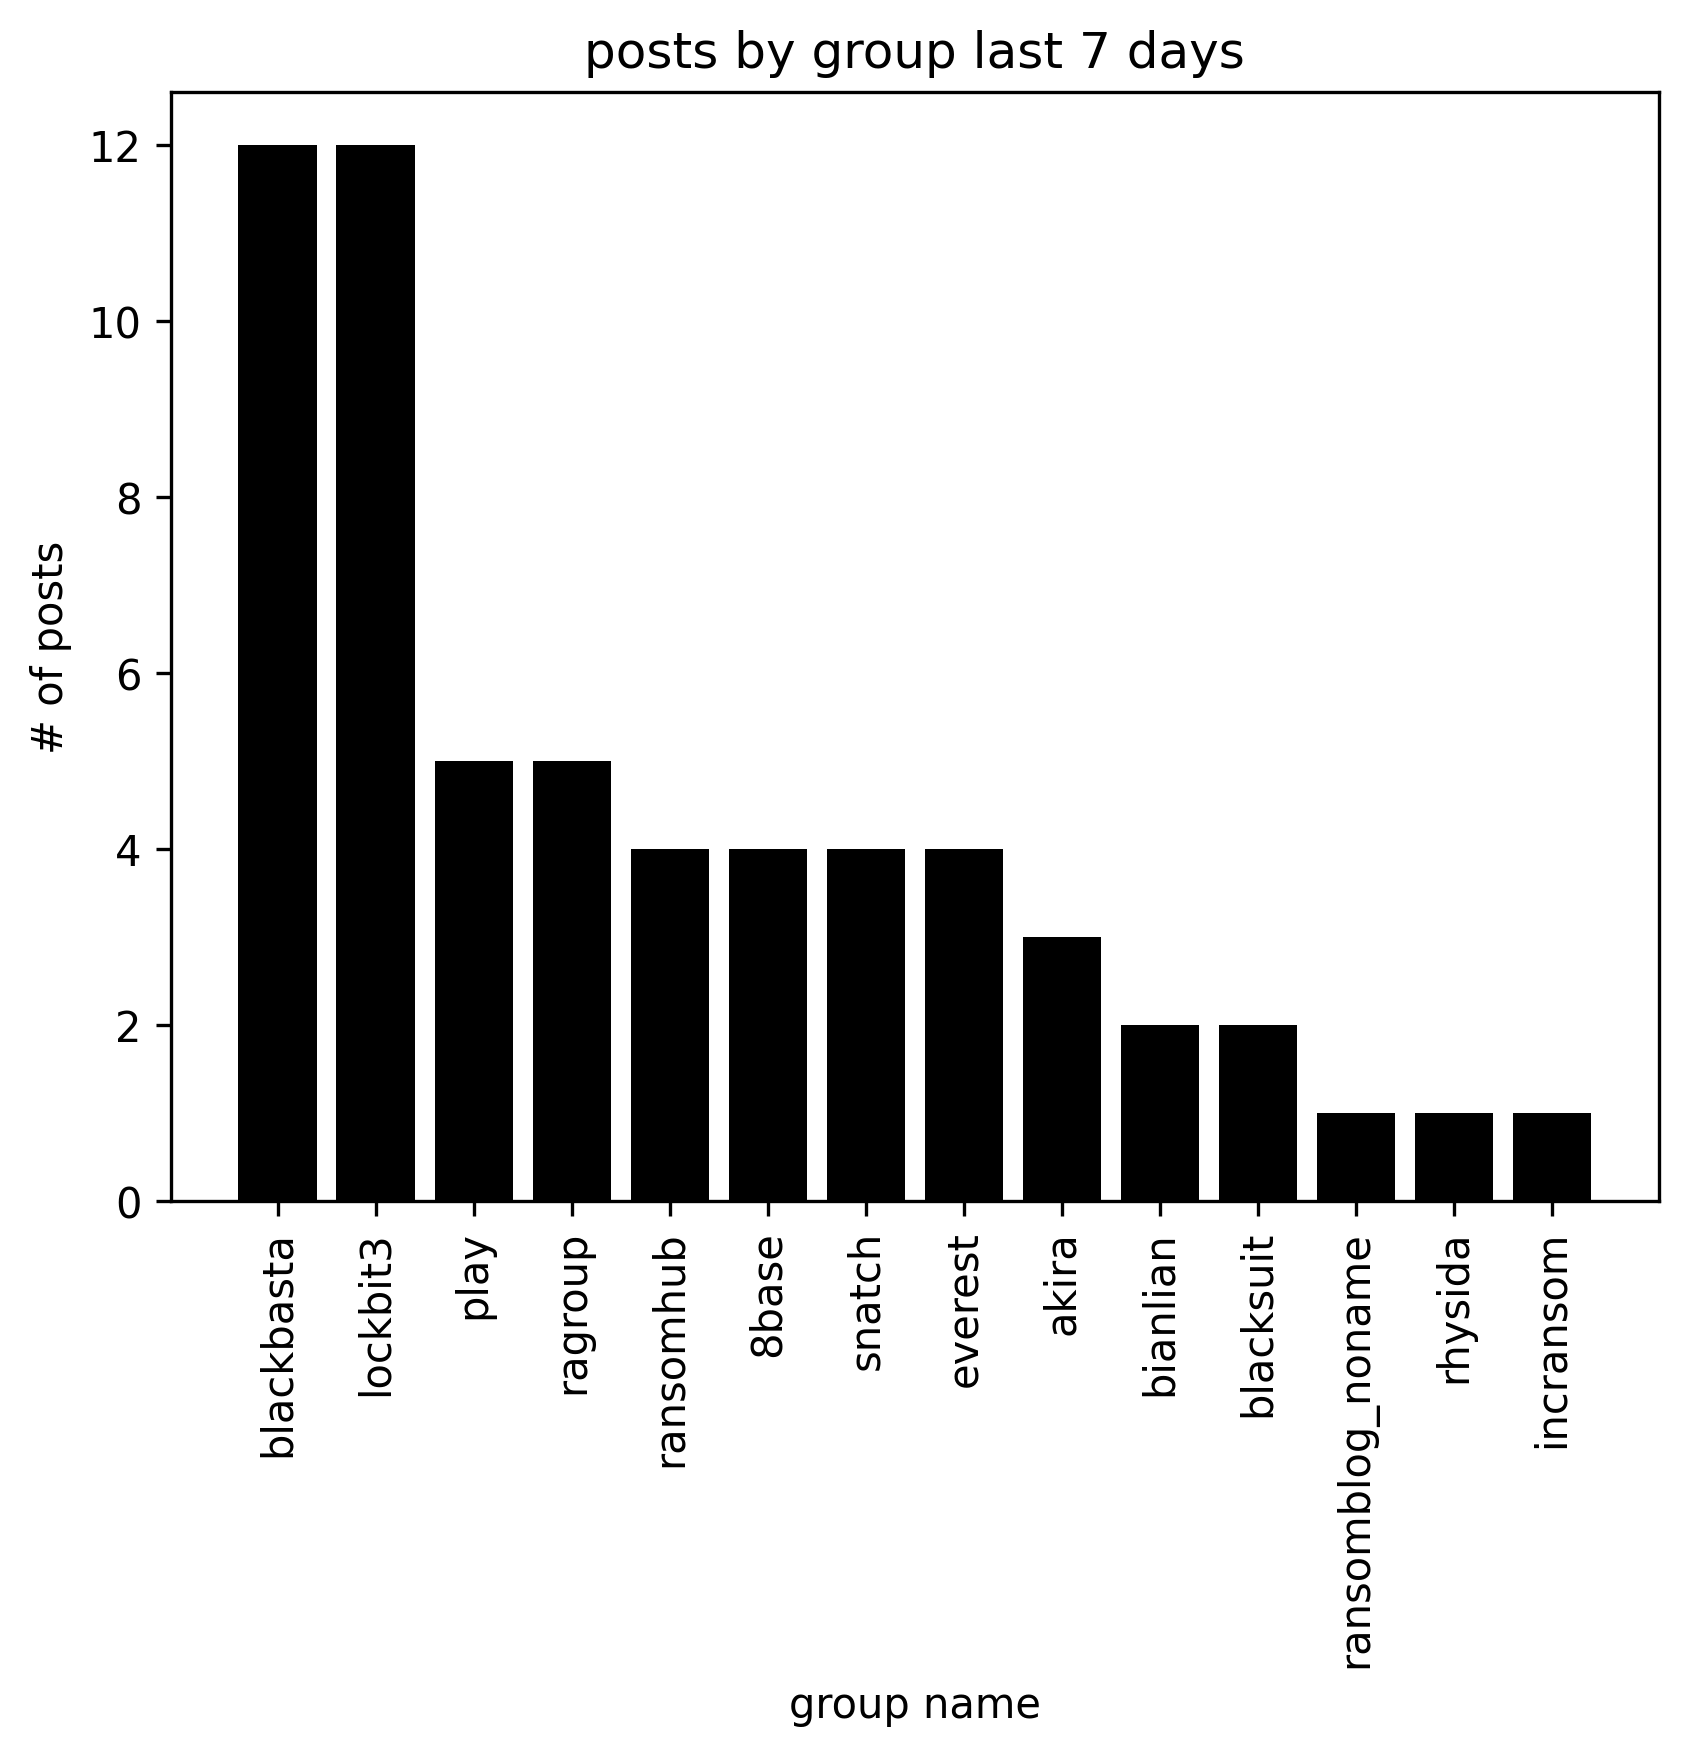 posts by group last 7 days
12
10
8
6
4
2
0
# of posts
blackbasta
lockbit3
play
ragroup
ransomhub
8base
snatch
everest
akira
bianlian
blacksuit
ransomblog_noname
rhysida
incransom
group name